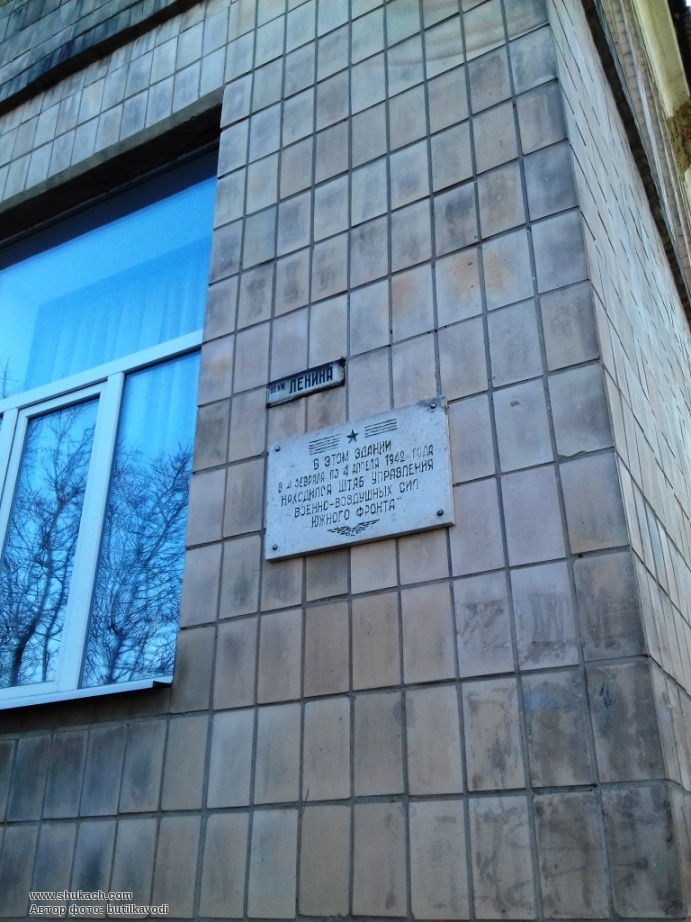 ЛЕНИНА
В ЭТОМ ЗДАНИИ
С 4 ФЕВРАЛЯ ПО 4 АПРЕЛЯ 1942 ГОДА
НАХОДИЛСЯ ШТАБ УПРАВЛЕНИЯ
ВОЕННО-ВОЗДУШНЫХ СИЛ
ЮЖНОГО ФРОНТА
www.shukach.com
Автор фото: butilkavodi